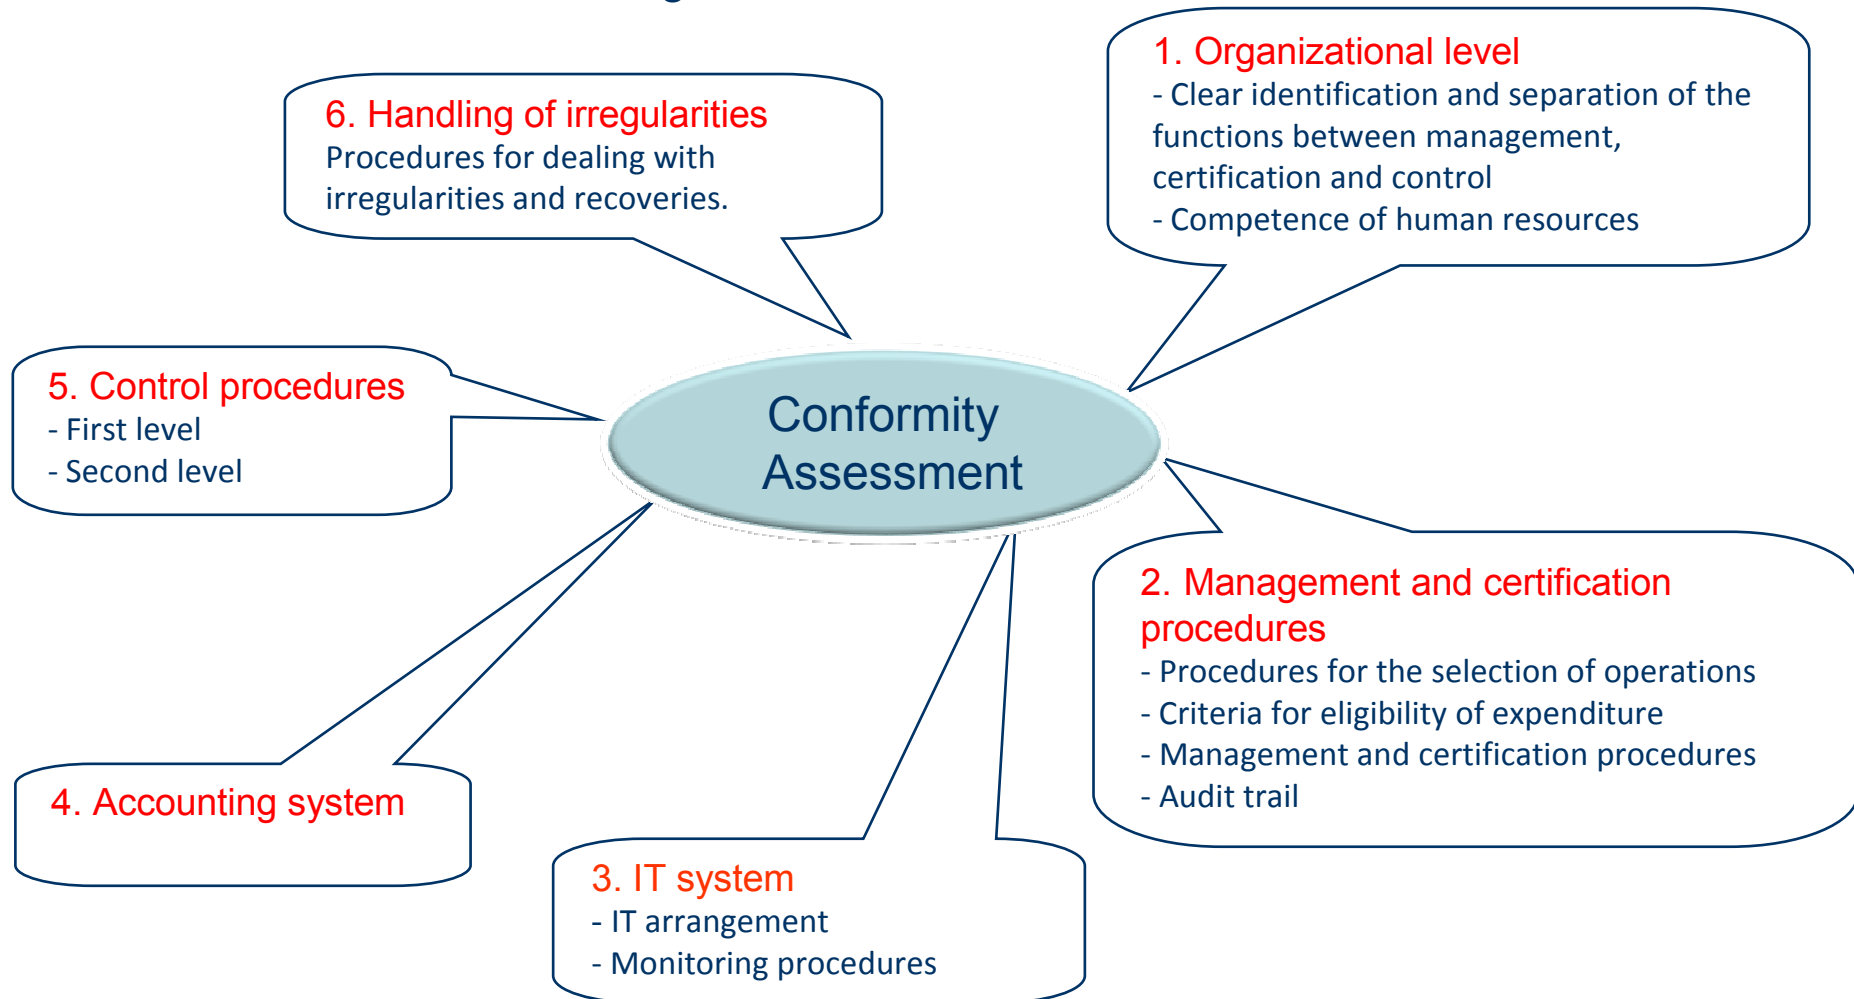 1. Organizational level
- Clear identification and separation of the
functions between management,
certification and control
- Competence of human resources
6. Handling of irregularities
Procedures for dealing with
irregularities and recoveries.
5. Control procedures
- First level
- Second level
Conformity
Assessment
2. Management and certification
procedures
- Procedures for the selection of operations
- Criteria for eligibility of expenditure
- Management and certification procedures
- Audit trail
4. Accounting system
3. IT system
- IT arrangement
- Monitoring procedures